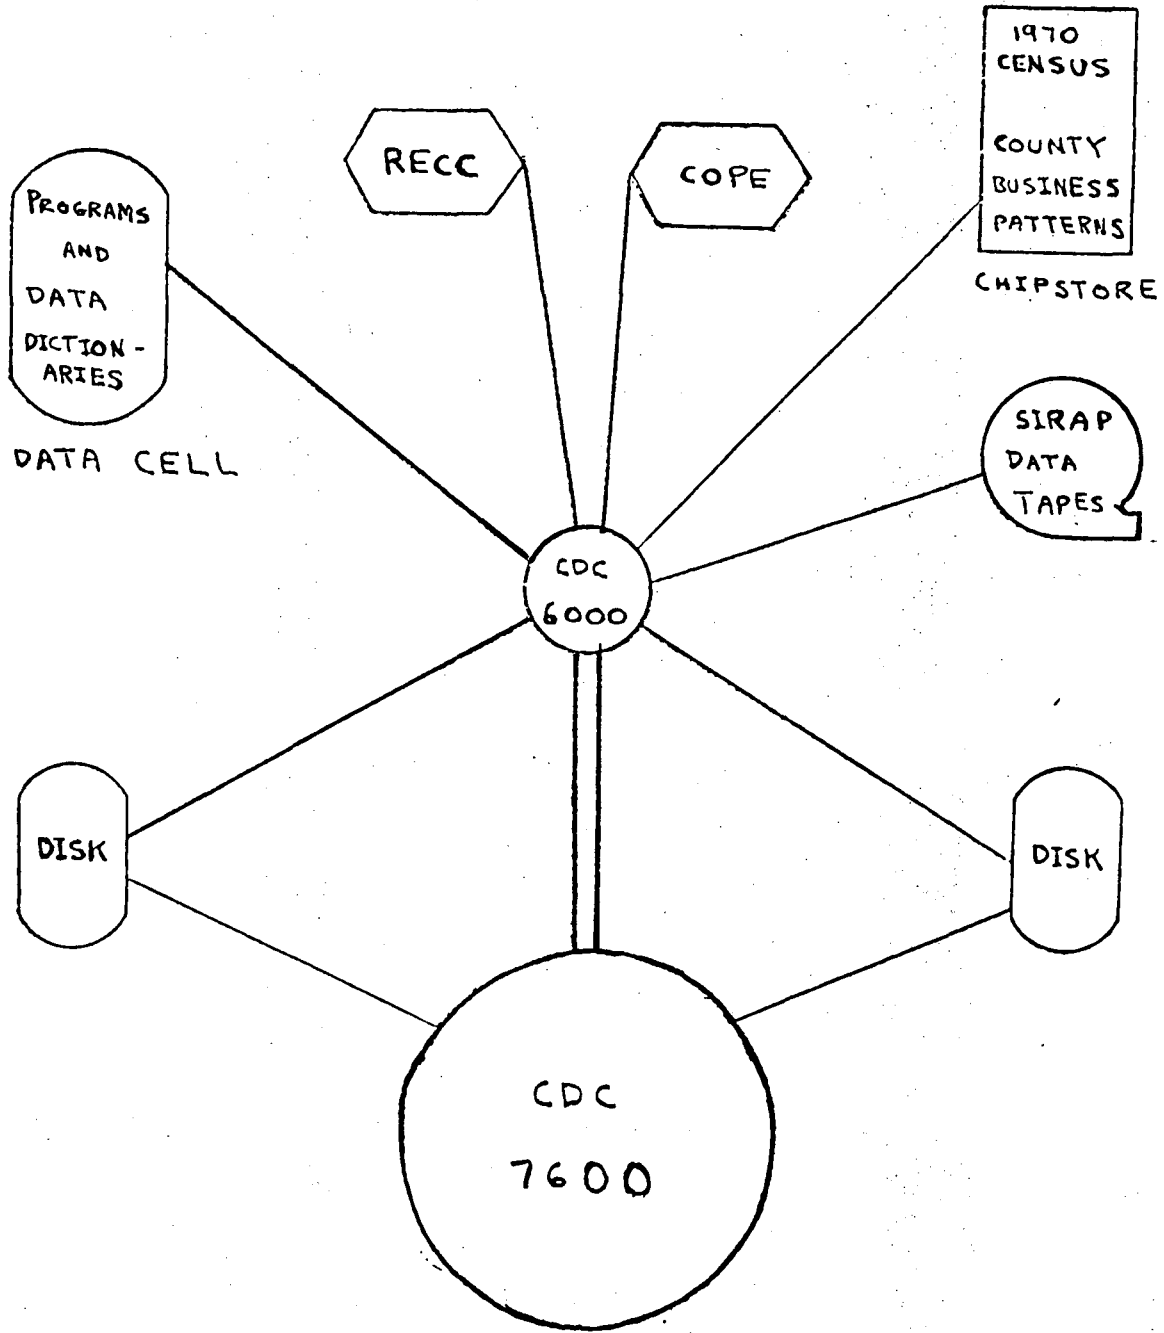 1970
CENSUS
COUNTY
BUSINESS
PATTERNS
CHIPSTORE
RECC
COPE
PROGRAMS
AND
DATA
DICTION-
ARIES
DATA CELL
SIRAP
DATA
TAPES
CDC
6000
DISK
DISK
CDC
7600